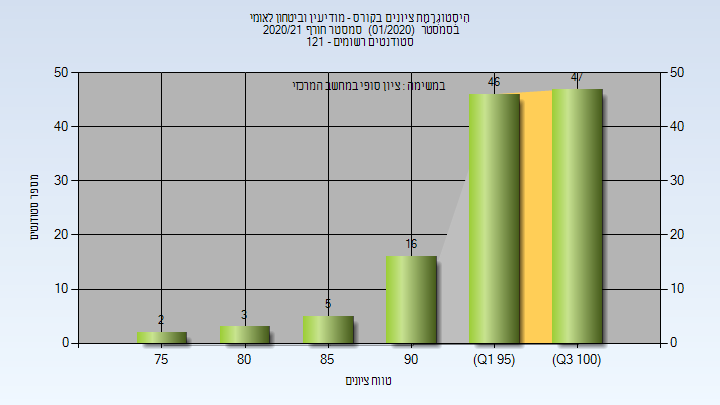 היסטוגרמת ציונים בקורס - מודיעין וביטחון לאומי
בסמסטר (01/2020) סמסטר חורף 2020/21
סטודנטים רשומים - 121
במשימה : ציון סופי במחשב המרכזי
50 50
40 40
30 30
20 20
10 10
0 0
2 3 5 16 46 47
75 80 85 90 (Q1 95) (Q3 100)
מספר סטודנטים
טווח ציונים